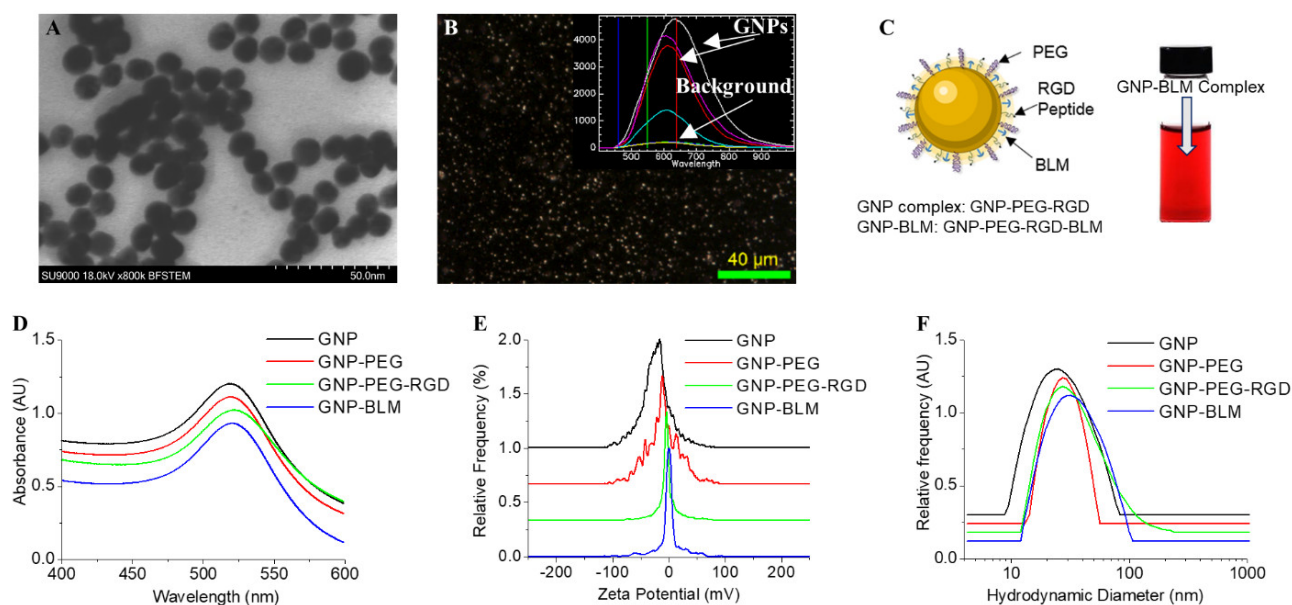 A
SU9000 18.0kV x800k BFSTEM
50.0nm
B
GNPs
Background
4000
3000
2000
1000
0
500
600
700
800
900
Wavelength
40 µm
C
PEG
RGD
Peptide
BLM
GNP-BLM Complex
GNP complex: GNP-PEG-RGD
GNP-BLM: GNP-PEG-RGD-BLM
D
GNP
GNP-PEG
GNP-PEG-RGD
GNP-BLM
1.5
1.0
0.5
0.0
Absorbance (AU)
400
450
500
550
600
Wavelength (nm)
E
GNP
GNP-PEG
GNP-PEG-RGD
GNP-BLM
2.0
1.5
1.0
0.5
0.0
Relative Frequency (%)
-200
-100
0
100
200
Zeta Potential (mV)
F
GNP
GNP-PEG
GNP-PEG-RGD
GNP-BLM
1.5
1.0
0.5
0.0
Relative frequency (AU)
10
100
1000
Hydrodynamic Diameter (nm)